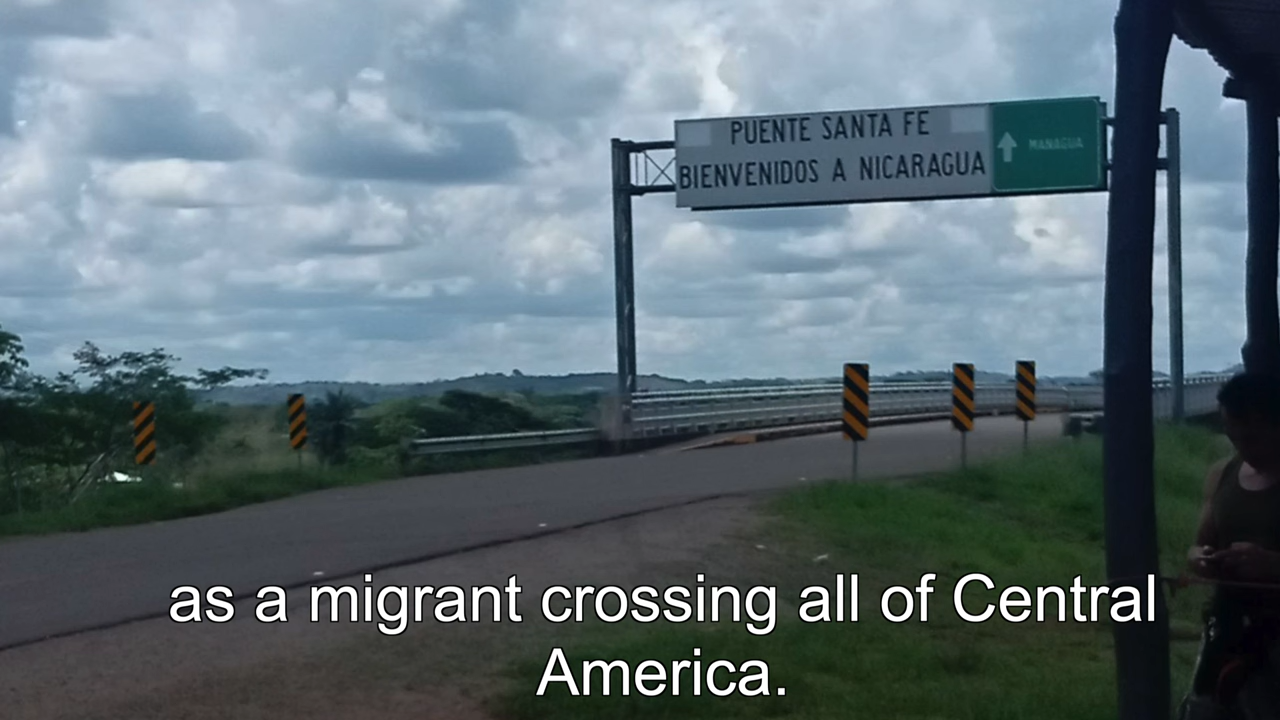 PUENTE SANTA FE
BIENVENIDOS A NICARAGUA
MANAGUA
as a migrant crossing all of Central
America.